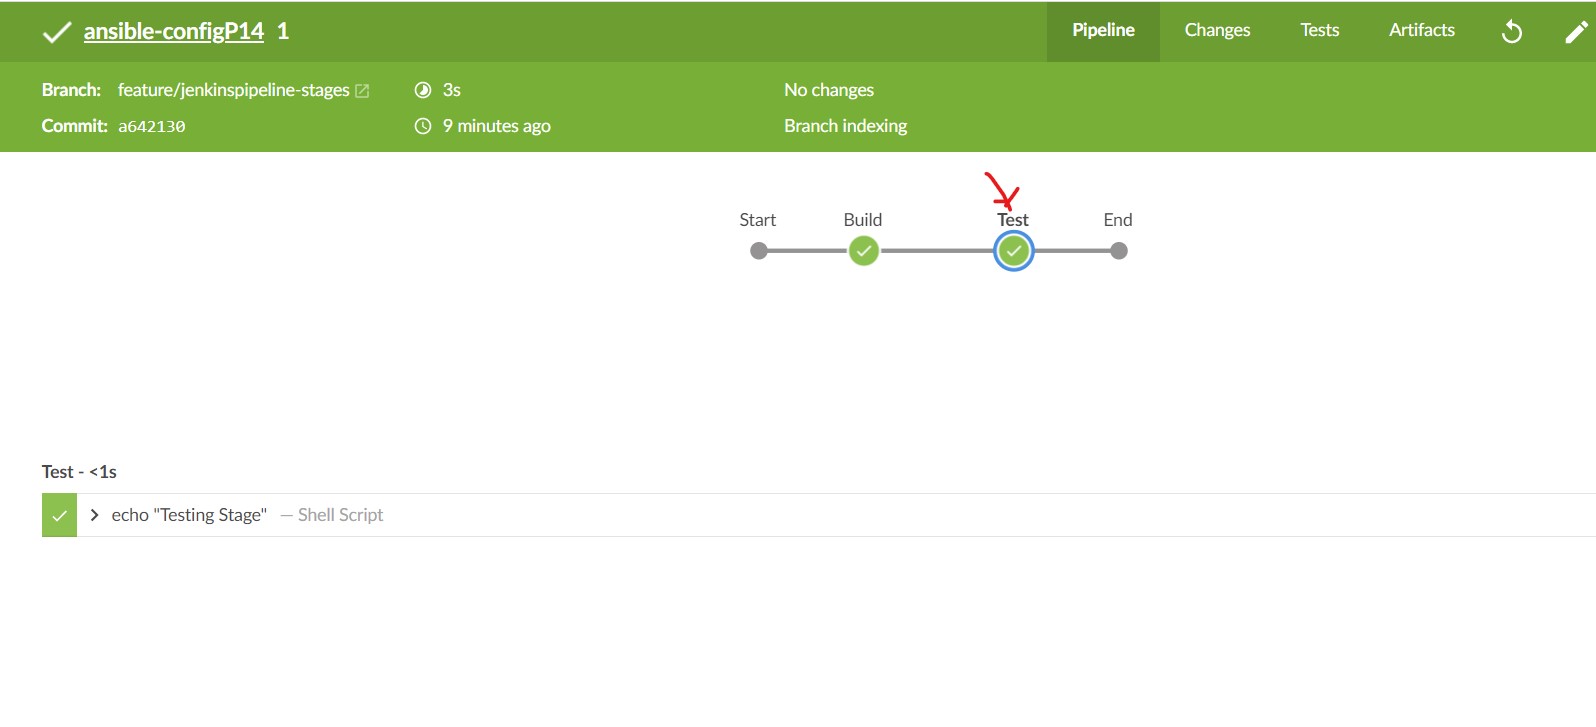 ansible-configP14 1
Pipeline Changes Tests Artifacts
Branch: feature/jenkinspipeline-stages 3s No changes
Commit: a642130 9 minutes ago Branch indexing
Start Build Test End
Test - <1s
echo "Testing Stage" — Shell Script